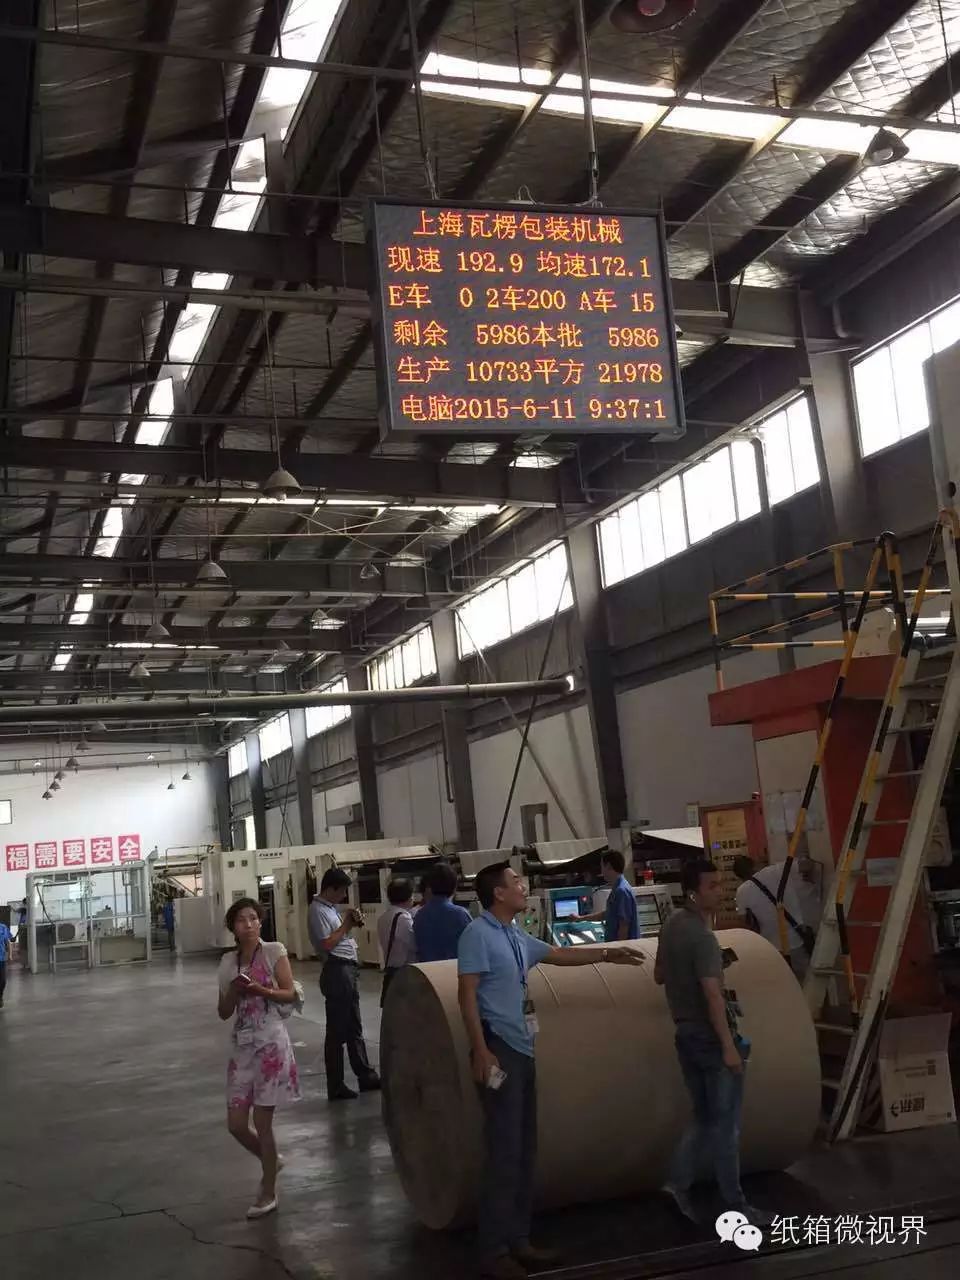 上海瓦楞包装机械
现速 192.9 均速172.1
E车 0 2车200 A车 15
剩余 5986本批 5986
生产 10733平方 21978
电脑2015-6-11 9:37:1
福需要安全
纸箱微视界